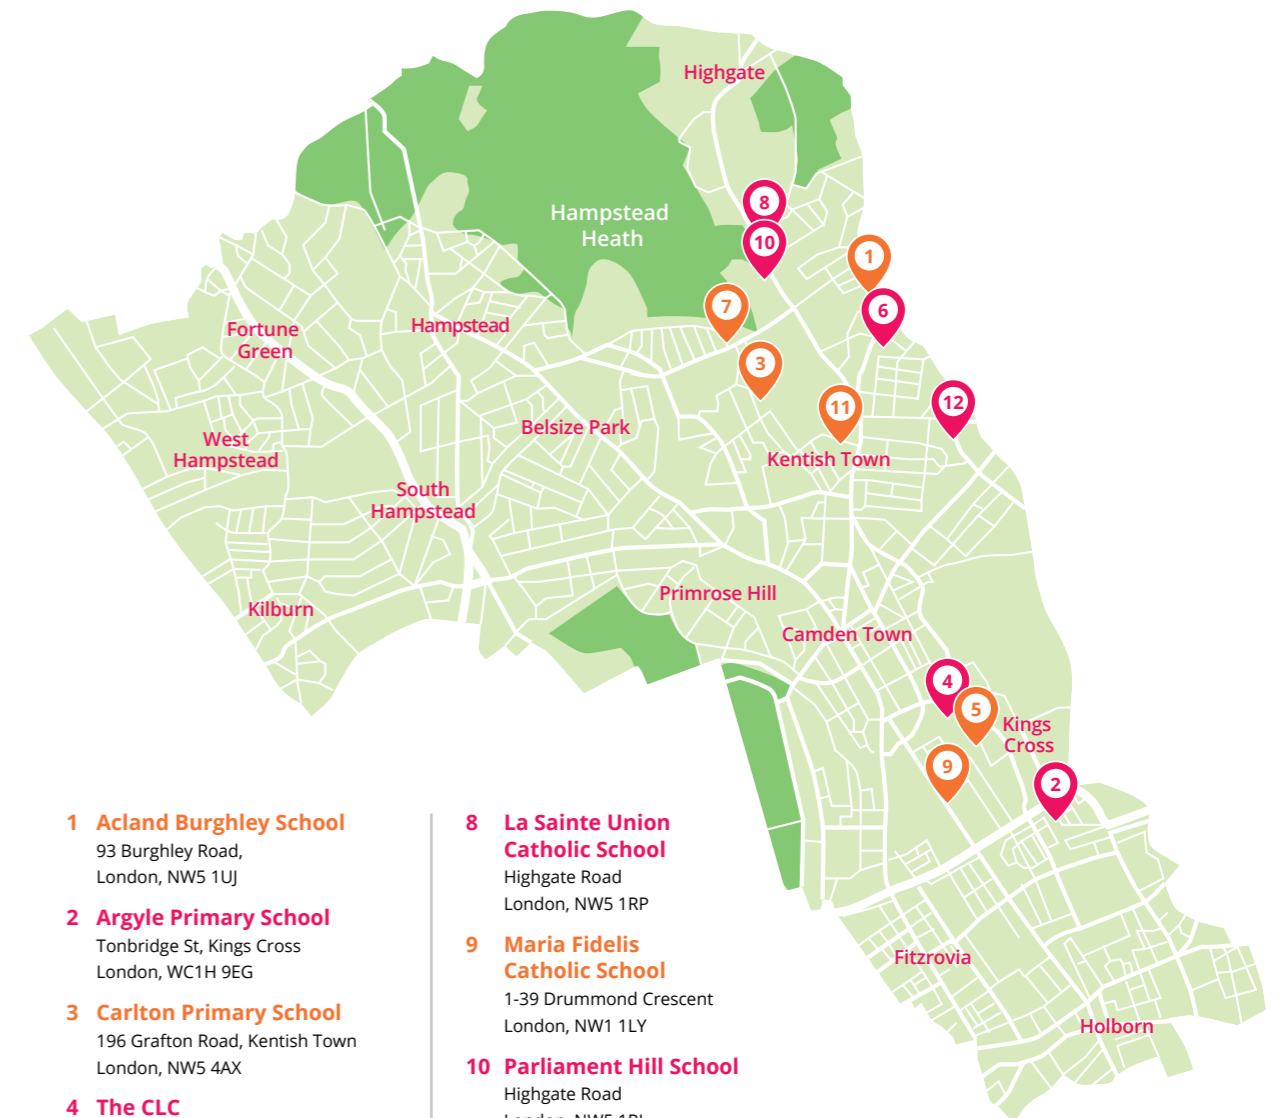 Highgate
8
Hampstead
Heath
10
1
7
6
Fortune
Green
Hampstead
3
12
11
Belsize Park
West
Hampstead
Kentish Town
South
Hampstead
Primrose Hill
Kilburn
Camden Town
4
5
Kings
Cross
9
2
Fitzrovia
Holborn
1 Acland Burghley School
93 Burghley Road,
London, NW5 1UJ
2 Argyle Primary School
Tonbridge St, Kings Cross
London, WC1H 9EG
3 Carlton Primary School
196 Grafton Road, Kentish Town
London, NW5 4AX
4 The CLC
8 La Sainte Union
Catholic School
Highgate Road
London, NW5 1RP
9 Maria Fidelis
Catholic School
1-39 Drummond Crescent
London, NW1 1LY
10 Parliament Hill School
Highgate Road
London, NW5 1RL